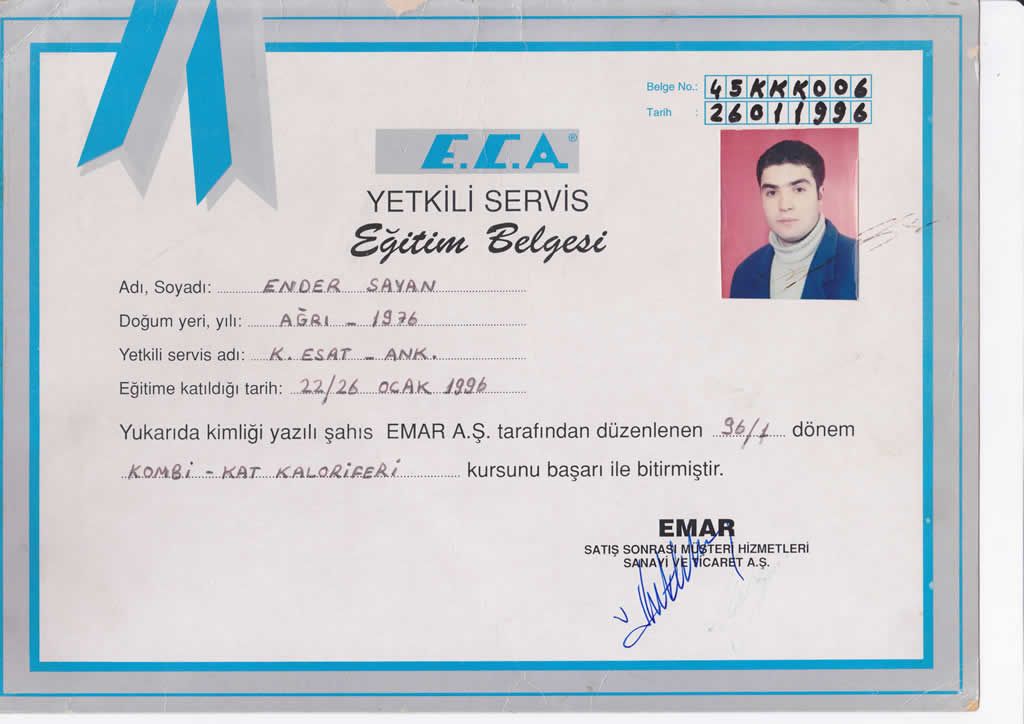 Belge No.: 45KKK006
Tarih : 26011996
E.C.A.®
YETKİLİ SERVİS
Eğitim Belgesi
Adı, Soyadı: ENDER SAVAN
Doğum yeri, yılı: AĞRI - 1976
Yetkili servis adı: K. ESAT - ANK.
Eğitime katıldığı tarih: 22/26 OCAK 1996
Yukarıda kimliği yazılı şahıs EMAR A.Ş. tarafından düzenlenen 96/1 dönem
KOMBİ - KAT KALORİFERİ kursunu başarı ile bitirmiştir.
EMAR
SATIŞ SONRASI MÜŞTERİ HİZMETLERİ
SANAYİ VE TİCARET A.Ş.